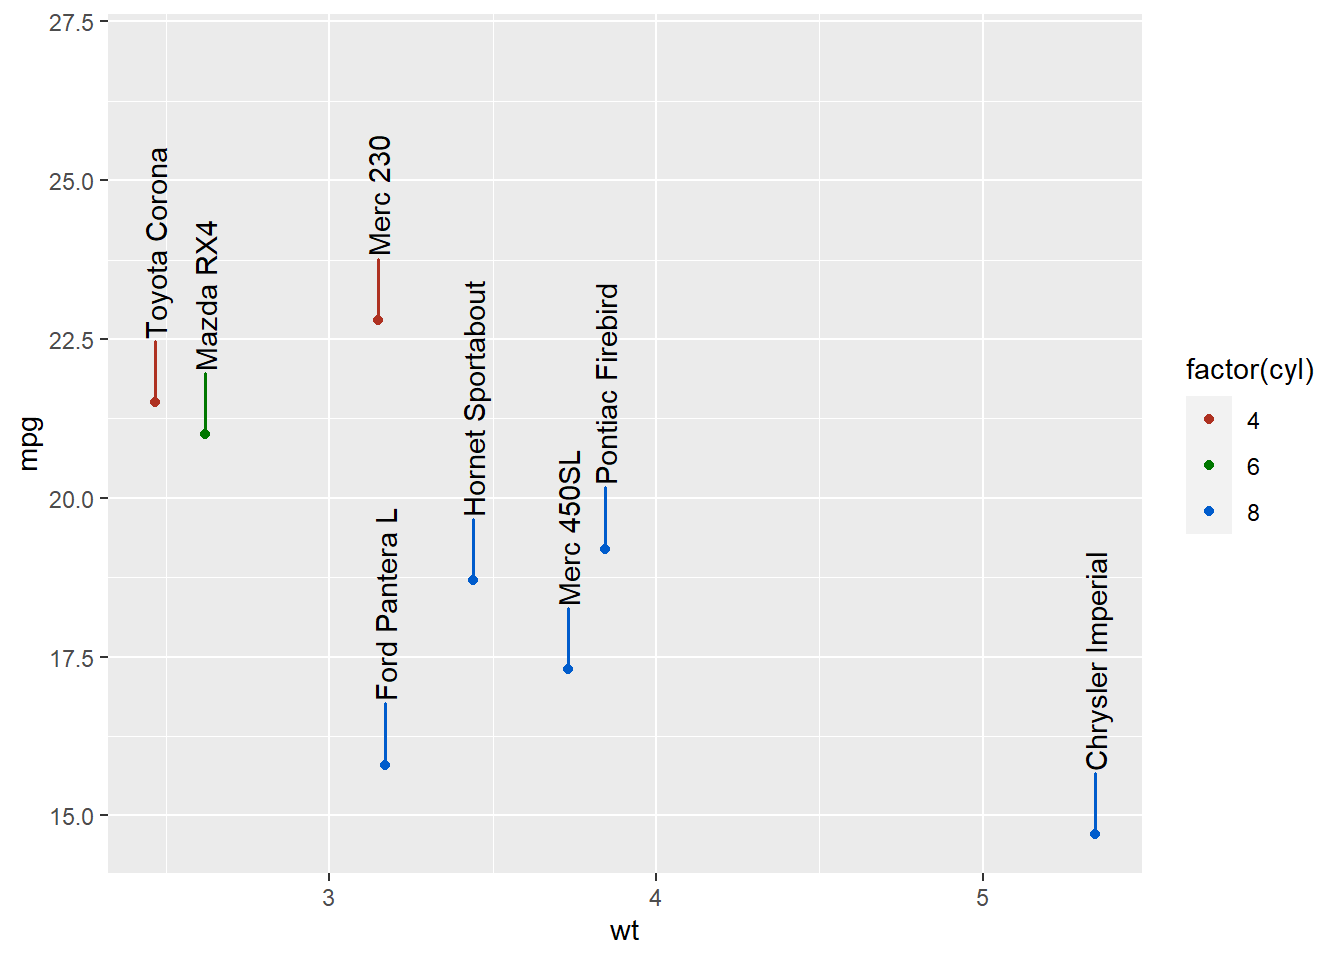 27.5
25.0
22.5
20.0
17.5
15.0
mpg
Toyota Corona
Mazda RX4
Merc 230
Ford Pantera L
Hornet Sportabout
Merc 450SL
Pontiac Firebird
Chrysler Imperial
3
4
5
wt
factor(cyl)
4
6
8